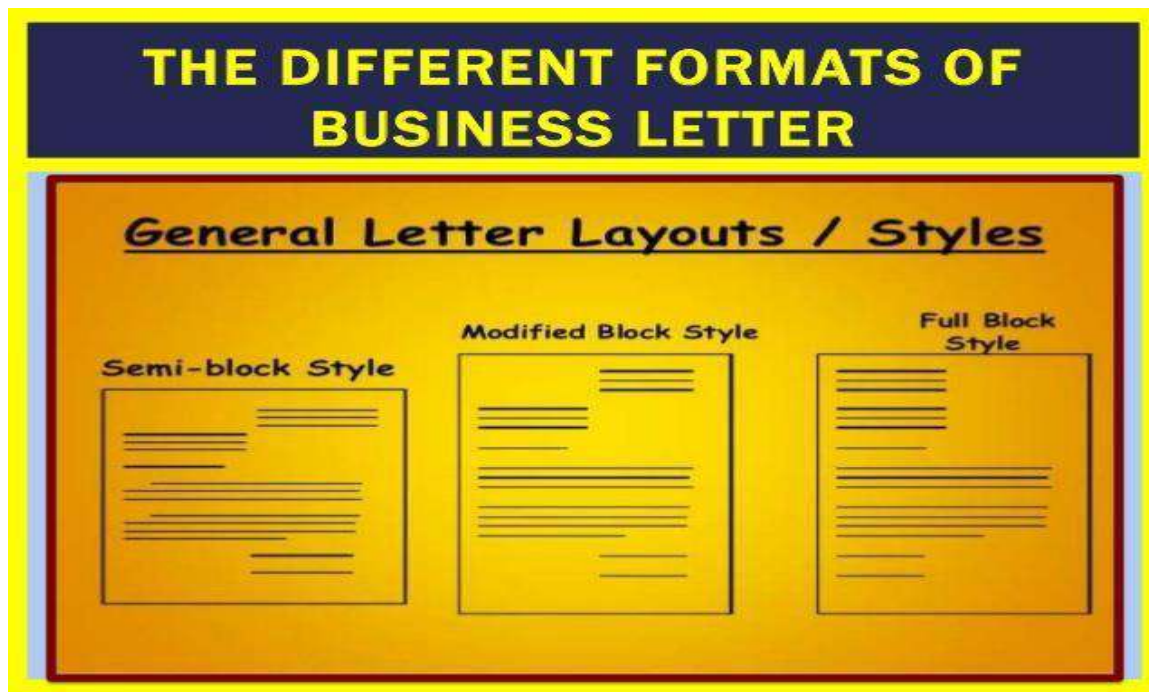 THE DIFFERENT FORMATS OF
BUSINESS LETTER
General Letter Layouts / Styles
Semi-block Style
Modified Block Style
Full Block
Style